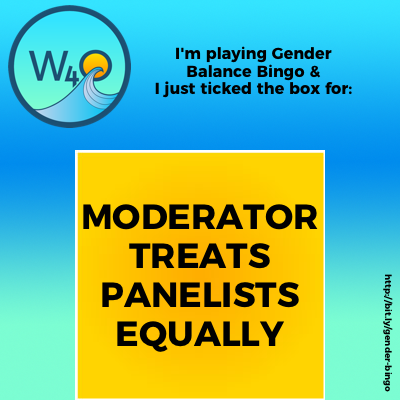 W4O
I'm playing Gender
Balance Bingo &
I just ticked the box for:
MODERATOR
TREATS
PANELISTS
EQUALLY
http://bit.ly/gender-bingo